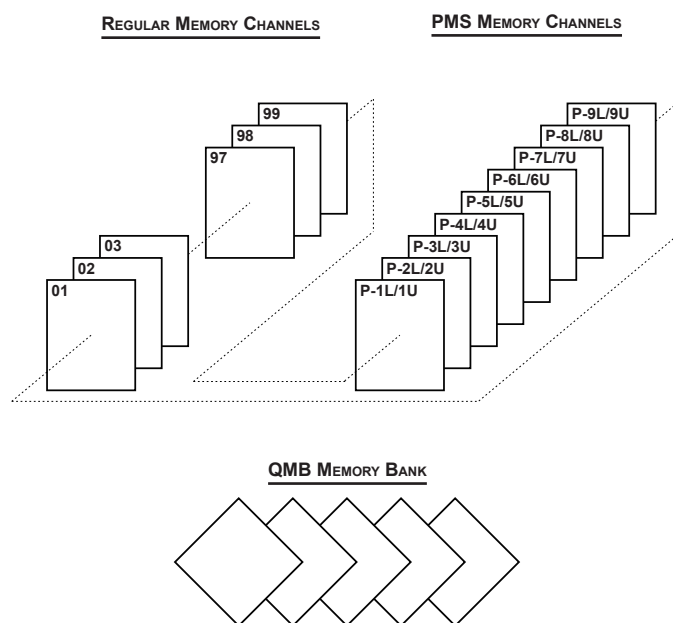 REGULAR MEMORY CHANNELS
PMS MEMORY CHANNELS
99
98
97
03
02
01
P-9L/9U
P-8L/8U
P-7L/7U
P-6L/6U
P-5L/5U
P-4L/4U
P-3L/3U
P-2L/2U
P-1L/1U
QMB MEMORY BANK